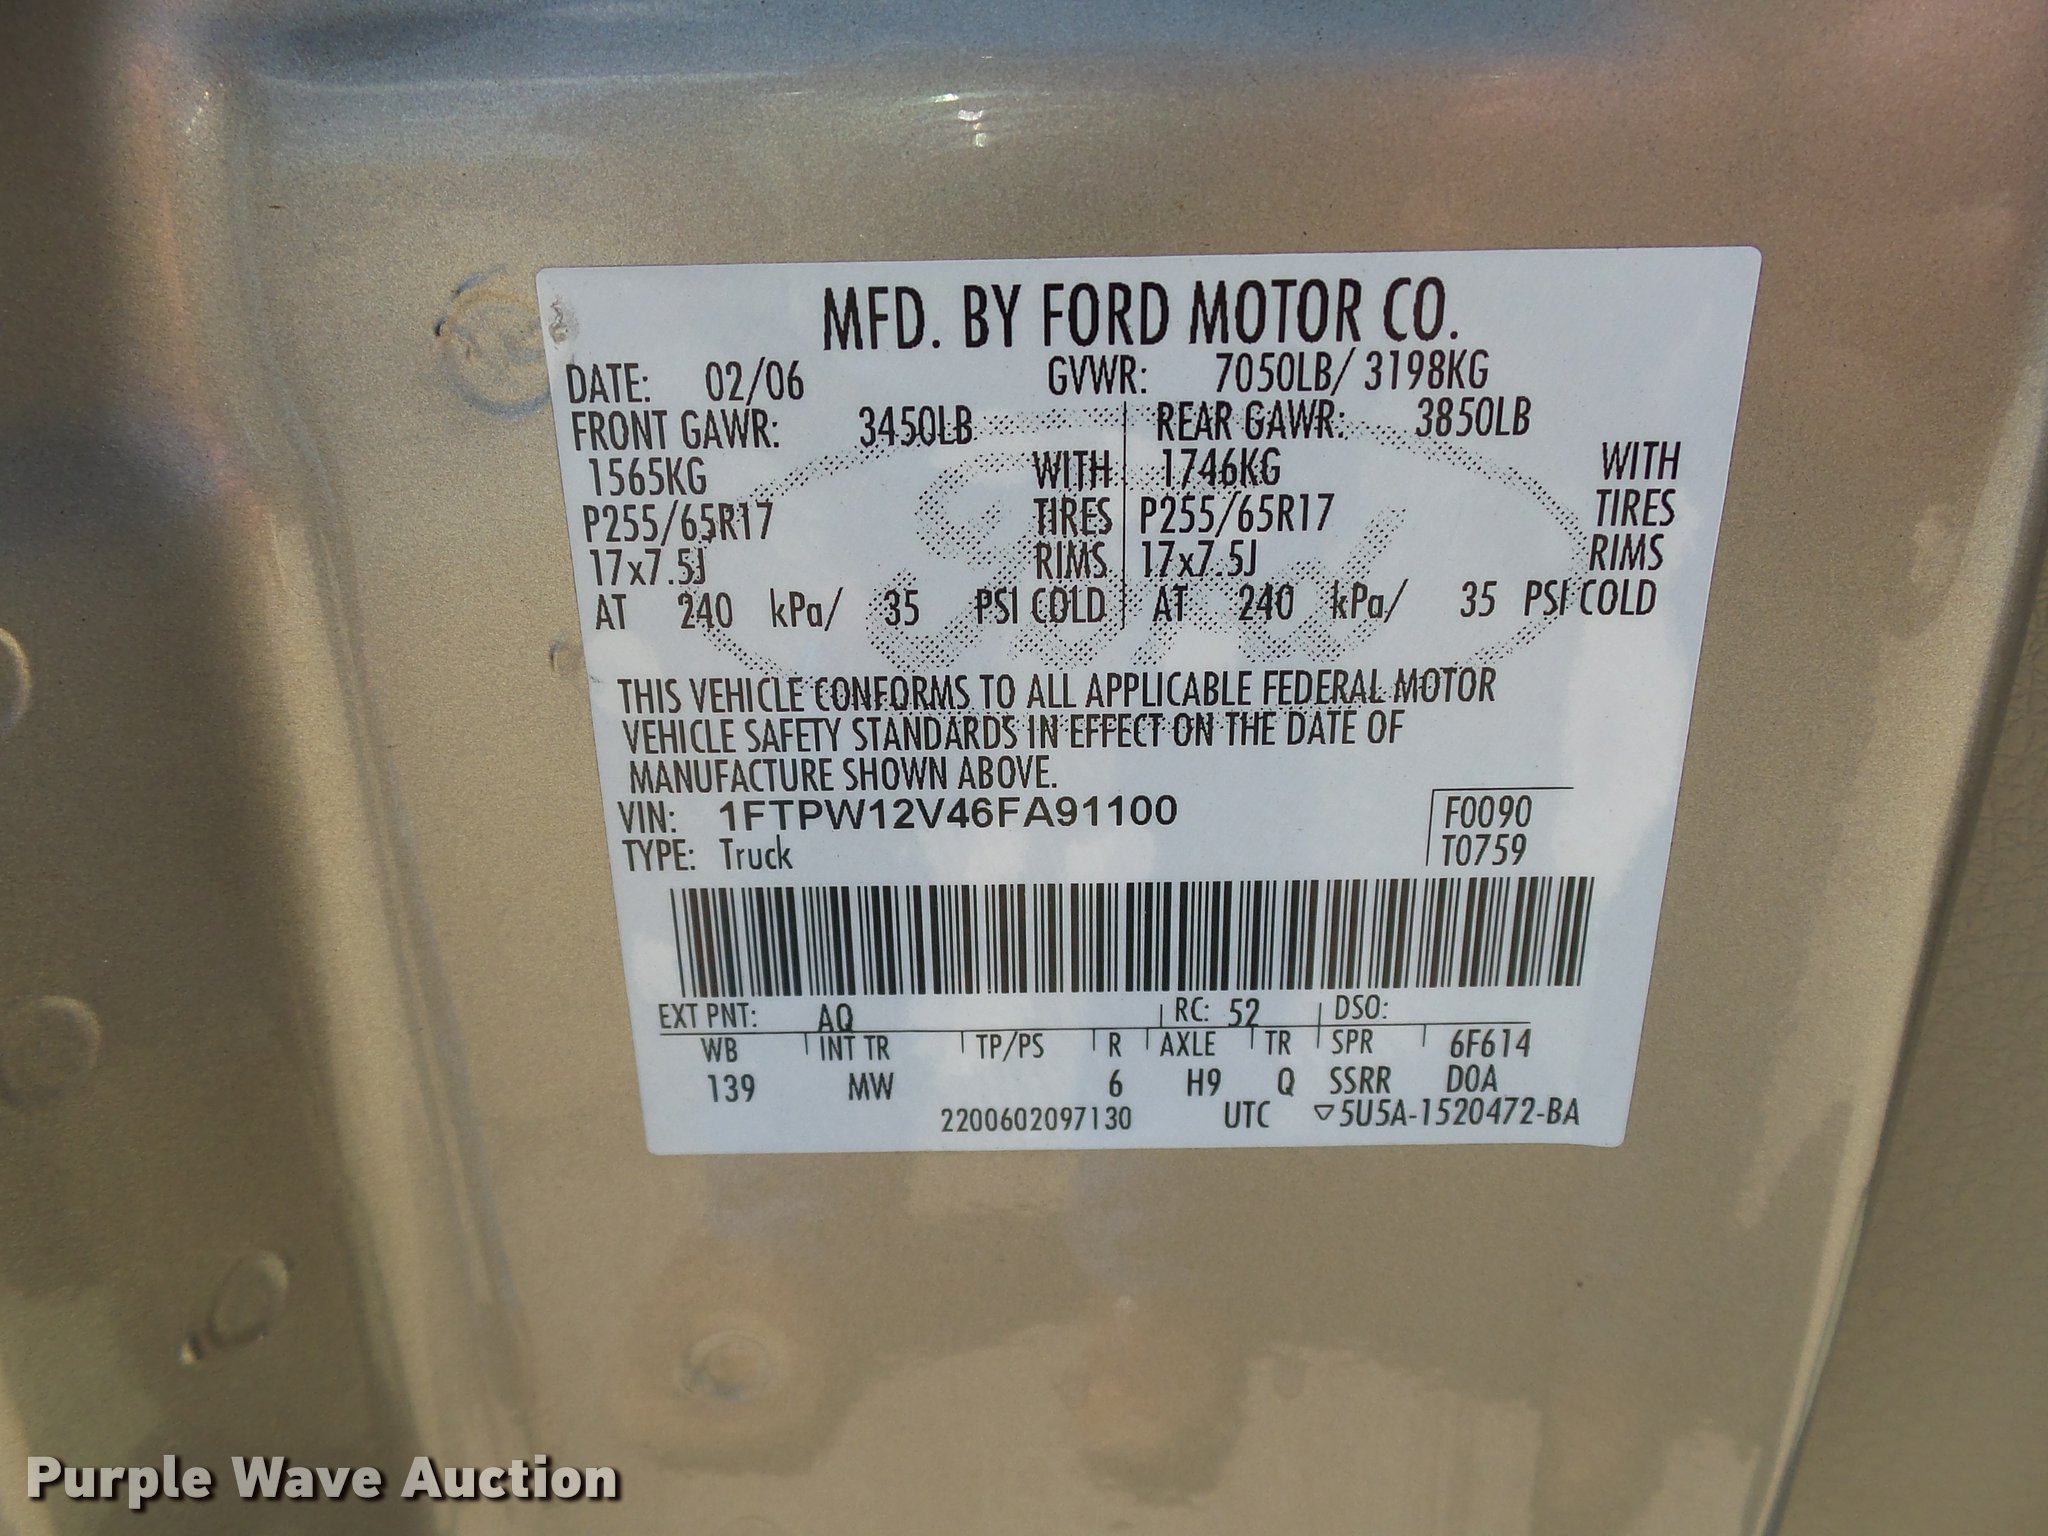 MFD. BY FORD MOTOR CO.
DATE: 02/06 GVWR: 7050LB/ 3198KG
FRONT GAWR: 3450LB REAR GAWR: 3850LB
1565KG WITH 1746KG WITH
P255/65R17 TIRES P255/65R17 TIRES
17x7.5J RIMS 17x7.5J RIMS
AT 240 kPa/ 35 PSI COLD AT 240 kPa/ 35 PSI COLD
THIS VEHICLE CONFORMS TO ALL APPLICABLE FEDERAL MOTOR
VEHICLE SAFETY STANDARDS IN EFFECT ON THE DATE OF
MANUFACTURE SHOWN ABOVE.
VIN: 1FTPW12V46FA91100 F0090
TYPE: Truck T0759
EXT PNT: AQ RC: 52 DSO:
WB INT TR TP/PS R AXLE TR SPR 6F614
139 MW 6 H9 Q SSRR D0A
2200602097130 UTC ▽5U5A-1520472-BA
Purple Wave Auction